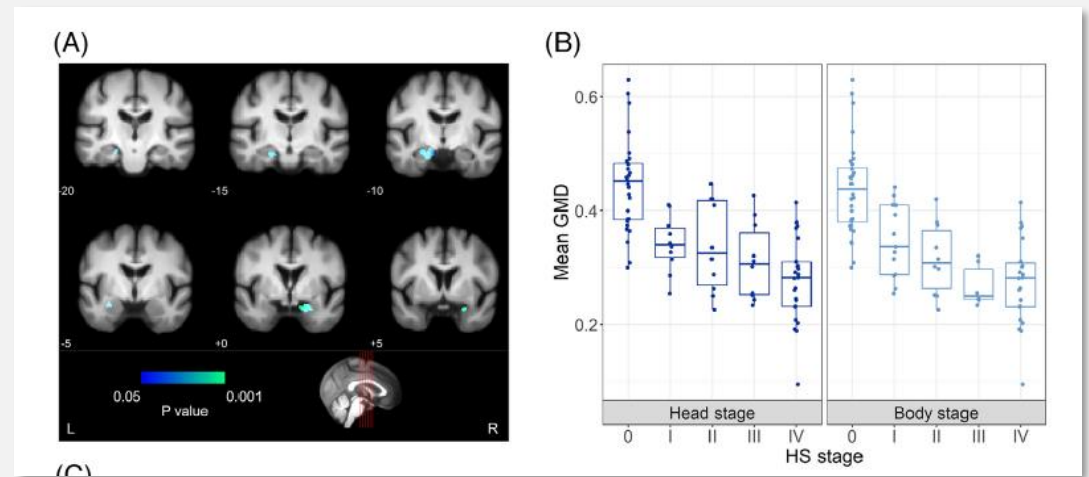 (A)
-20
-15
-10
-5
+0
+5
0.05
0.001
P value
L
R
(B)
Mean GMD
0.6
0.4
0.2
Head stage
Body stage
0 I II III IV
0 I II III IV
HS stage
(C)